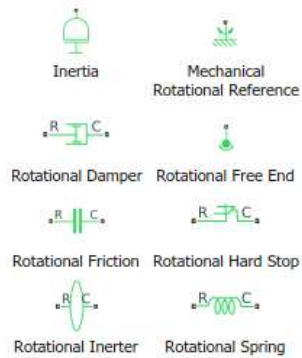 Inertia
Mechanical
Rotational Reference
R C
Rotational Damper
Rotational Free End
R C
Rotational Friction
R C
Rotational Hard Stop
R C
Rotational Inerter
R C
Rotational Spring